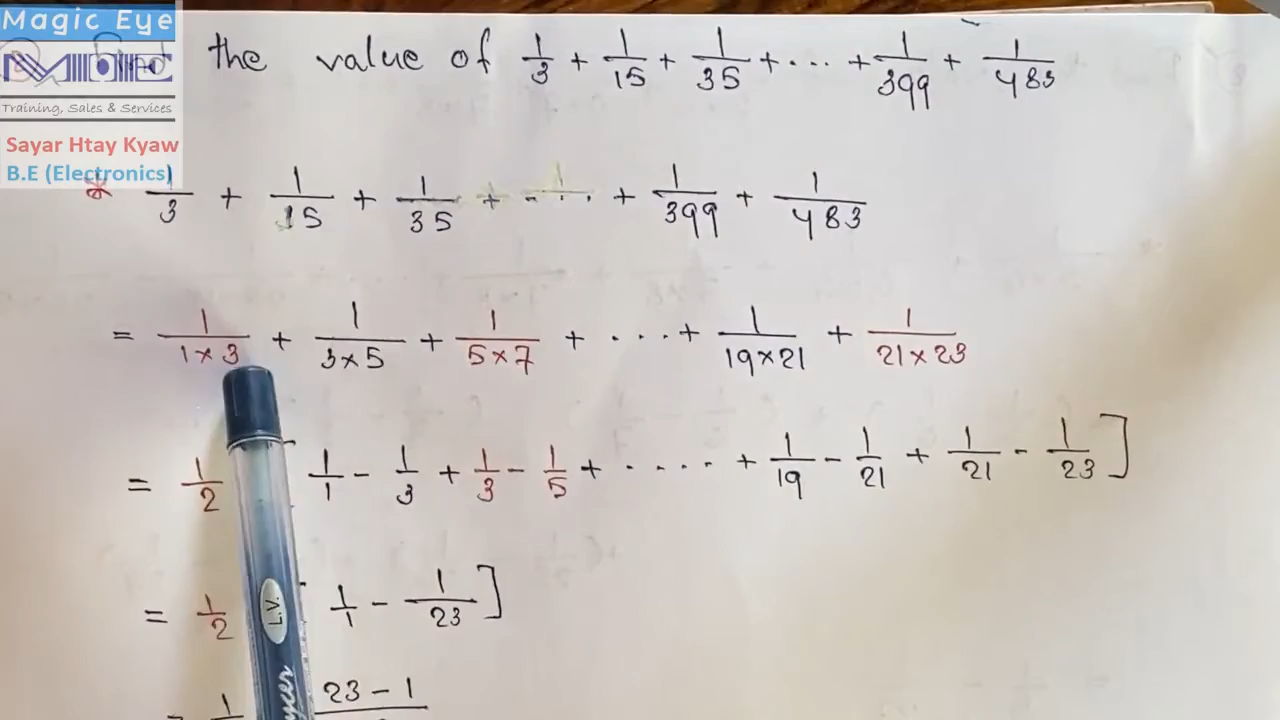 Magic Eye
Find the value of 1/3 + 1/15 + 1/35 + ... + 1/399 + 1/483
MBE
Training, Sales & Services
Sayar Htay Kyaw
B.E (Electronics)
* 1/3 + 1/15 + 1/35 + ... + 1/399 + 1/483
= 1/(1×3) + 1/(3×5) + 1/(5×7) + ... + 1/(19×21) + 1/(21×23)
= 1/2 [ 1/1 - 1/3 + 1/3 - 1/5 + .... + 1/19 - 1/21 + 1/21 - 1/23 ]
= 1/2 [ 1/1 - 1/23 ]
= 1 23 - 1
L.V.